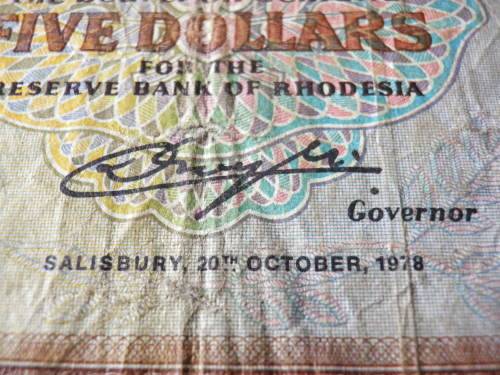 FIVE DOLLARS
FOR THE
RESERVE BANK OF RHODESIA
Governor
SALISBURY, 20TH OCTOBER, 1978